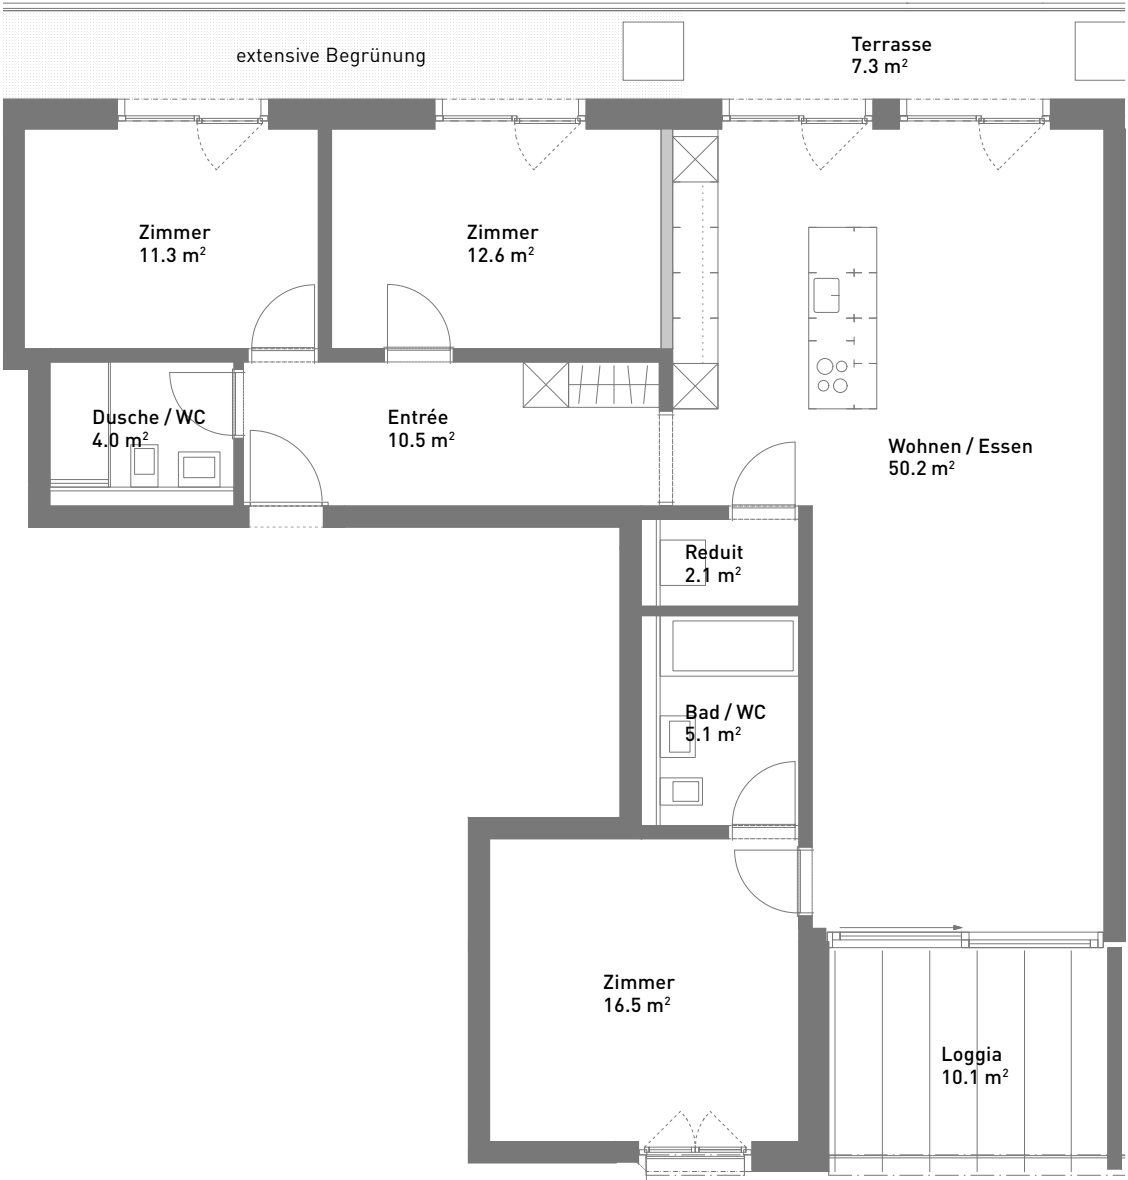 extensive Begrünung
Terrasse
7.3 m²
Zimmer
11.3 m²
Zimmer
12.6 m²
Dusche / WC
4.0 m²
Entrée
10.5 m²
Wohnen / Essen
50.2 m²
Reduit
2.1 m²
Bad / WC
5.1 m²
Zimmer
16.5 m²
Loggia
10.1 m²